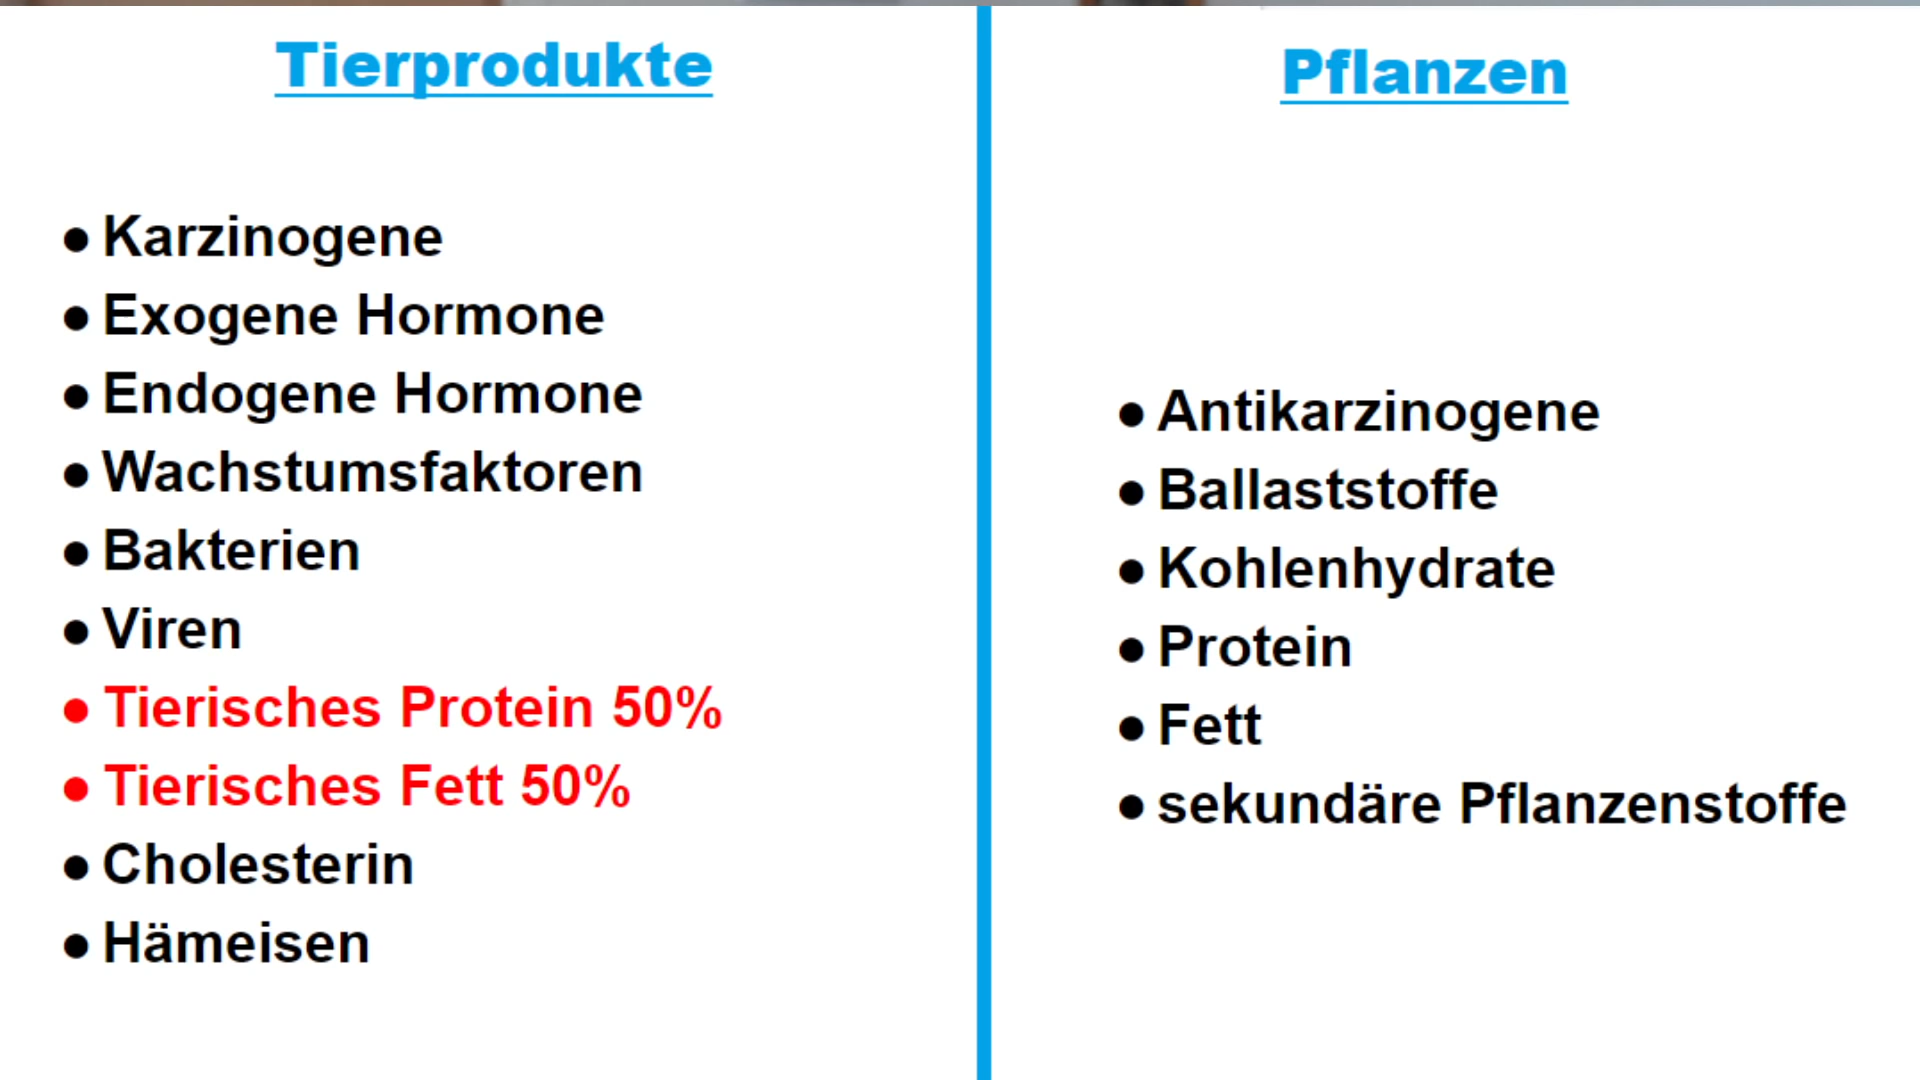 Tierprodukte
● Karzinogene
● Exogene Hormone
● Endogene Hormone
● Wachstumsfaktoren
● Bakterien
● Viren
● Tierisches Protein 50%
● Tierisches Fett 50%
● Cholesterin
● Hämeisen
Pflanzen
● Antikarzinogene
● Ballaststoffe
● Kohlenhydrate
● Protein
● Fett
● sekundäre Pflanzenstoffe